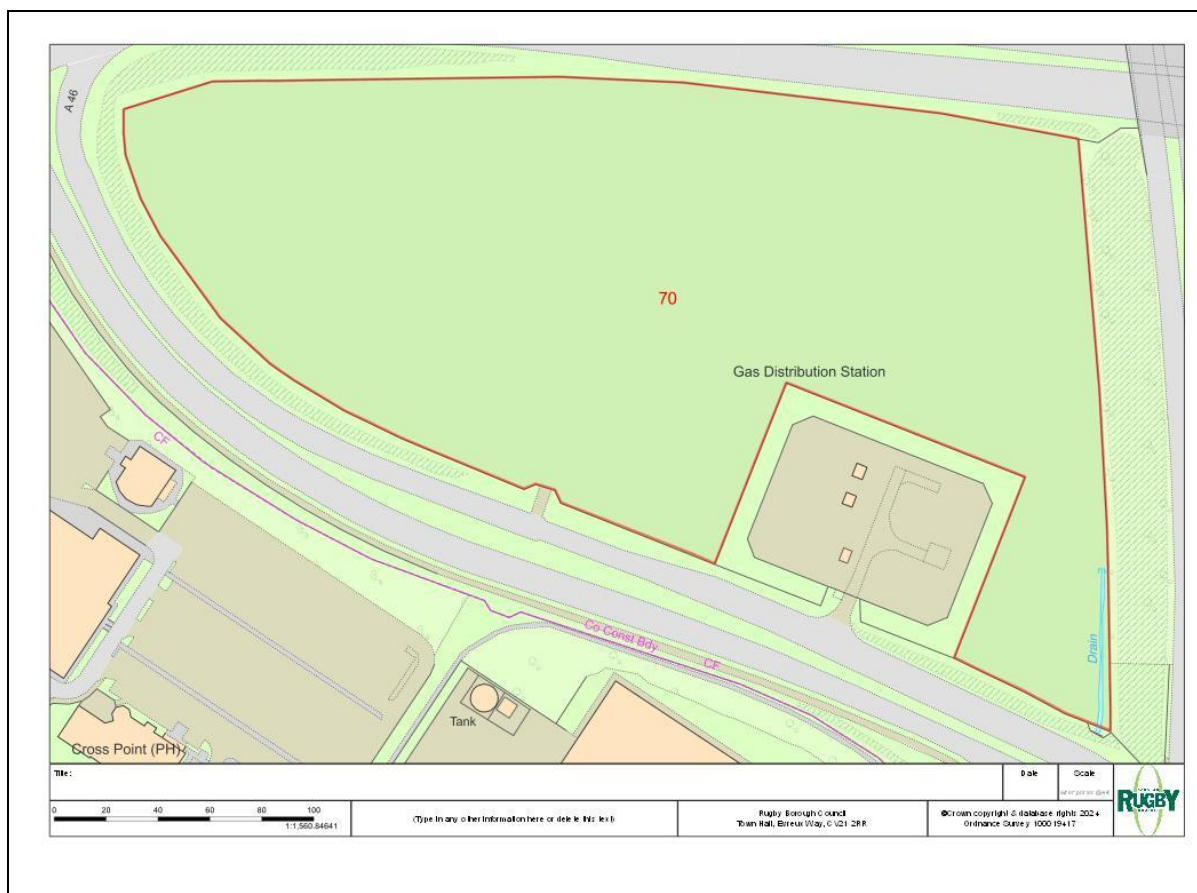 A 46
70
Gas Distribution Station
CF
Co Const Bdy
CF
Drain
Tank
Cross Point (PH)
Title:
Date
Scale
0 20 40 60 80 100
1:1,560.84641
(Type in any other information here or delete this text)
Rugby Borough Council
Town Hall, Evreux Way, CV21 2RR
©Crown copyright & database rights 2024
Ordnance Survey 100019417
RUGBY